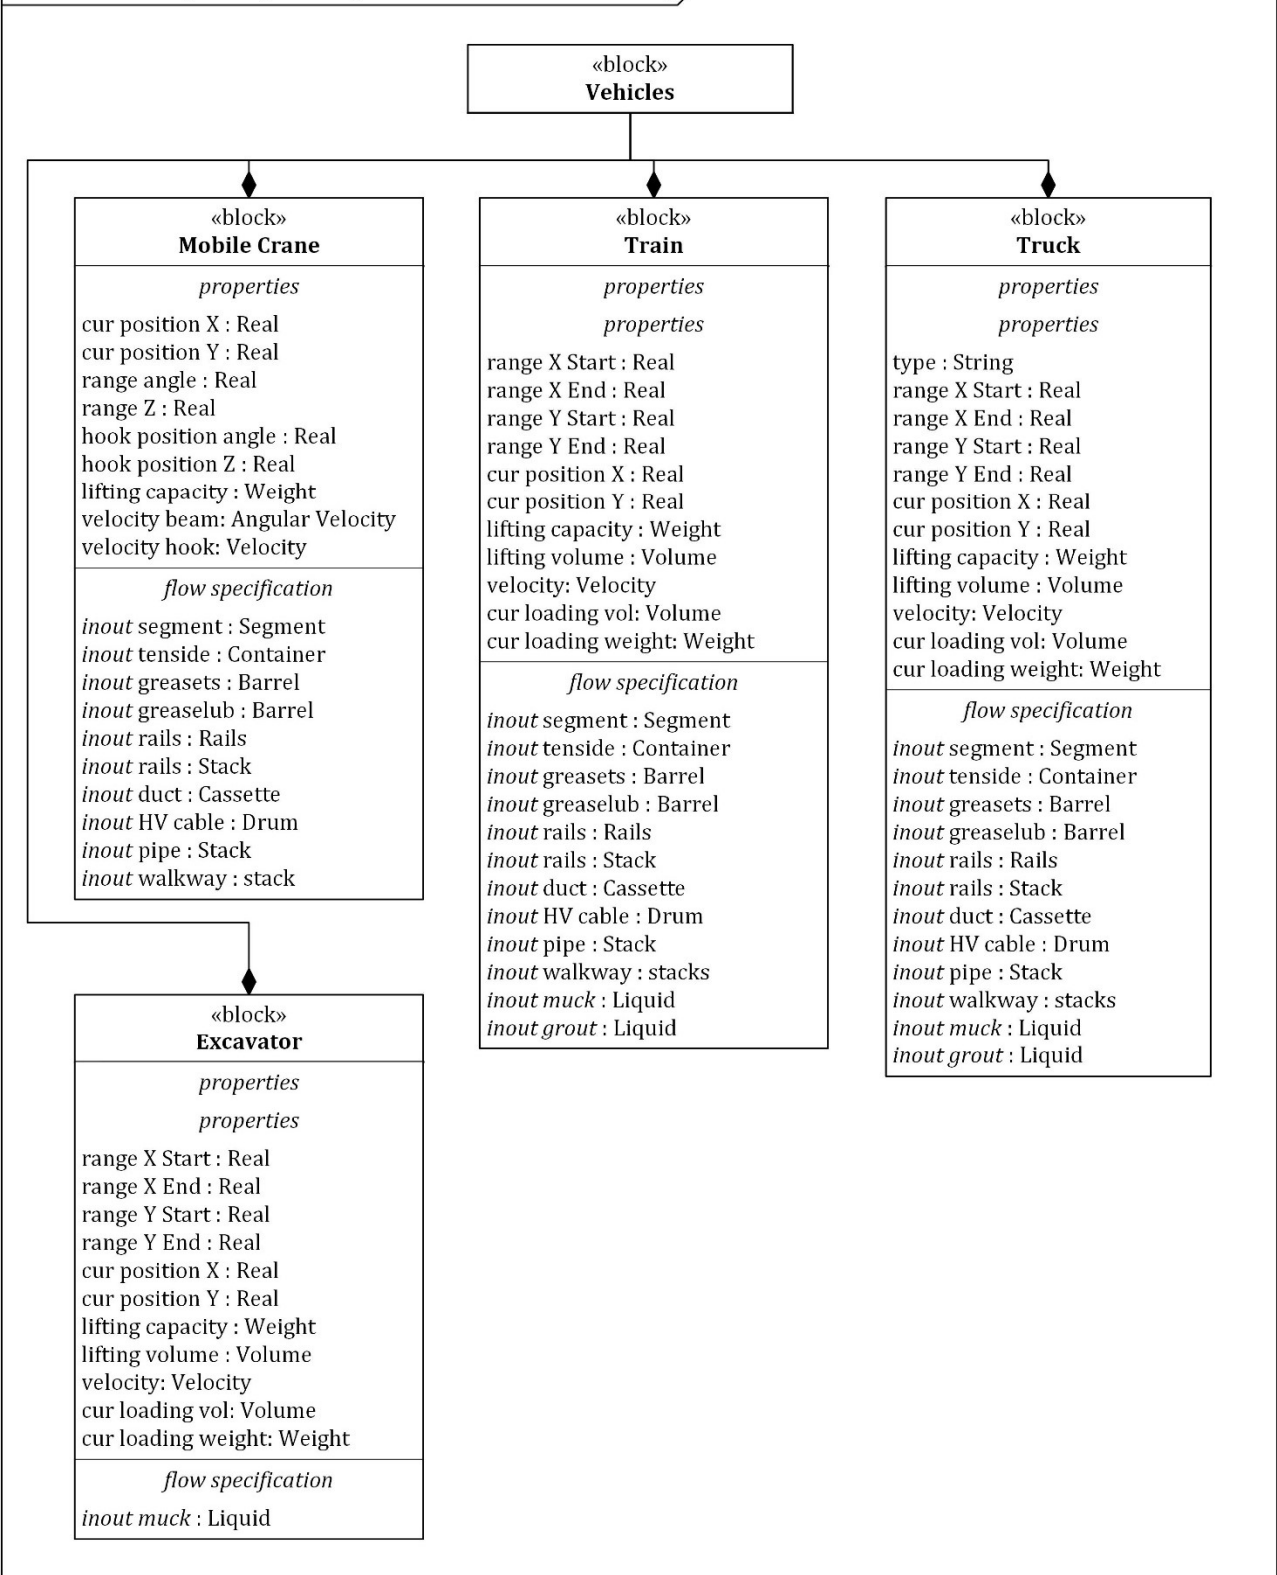 «block»
Vehicles
«block»
Mobile Crane
properties
cur position X : Real
cur position Y : Real
range angle : Real
range Z : Real
hook position angle : Real
hook position Z : Real
lifting capacity : Weight
velocity beam: Angular Velocity
velocity hook: Velocity
flow specification
inout segment : Segment
inout tenside : Container
inout greasets : Barrel
inout greaselub : Barrel
inout rails : Rails
inout rails : Stack
inout duct : Cassette
inout HV cable : Drum
inout pipe : Stack
inout walkway : stack
«block»
Train
properties
properties
range X Start : Real
range X End : Real
range Y Start : Real
range Y End : Real
cur position X : Real
cur position Y : Real
lifting capacity : Weight
lifting volume : Volume
velocity: Velocity
cur loading vol: Volume
cur loading weight: Weight
flow specification
inout segment : Segment
inout tenside : Container
inout greasets : Barrel
inout greaselub : Barrel
inout rails : Rails
inout rails : Stack
inout duct : Cassette
inout HV cable : Drum
inout pipe : Stack
inout walkway : stacks
inout muck : Liquid
inout grout : Liquid
«block»
Truck
properties
properties
type : String
range X Start : Real
range X End : Real
range Y Start : Real
range Y End : Real
cur position X : Real
cur position Y : Real
lifting capacity : Weight
lifting volume : Volume
velocity: Velocity
cur loading vol: Volume
cur loading weight: Weight
flow specification
inout segment : Segment
inout tenside : Container
inout greasets : Barrel
inout greaselub : Barrel
inout rails : Rails
inout rails : Stack
inout duct : Cassette
inout HV cable : Drum
inout pipe : Stack
inout walkway : stacks
inout muck : Liquid
inout grout : Liquid
«block»
Excavator
properties
properties
range X Start : Real
range X End : Real
range Y Start : Real
range Y End : Real
cur position X : Real
cur position Y : Real
lifting capacity : Weight
lifting volume : Volume
velocity: Velocity
cur loading vol: Volume
cur loading weight: Weight
flow specification
inout muck : Liquid